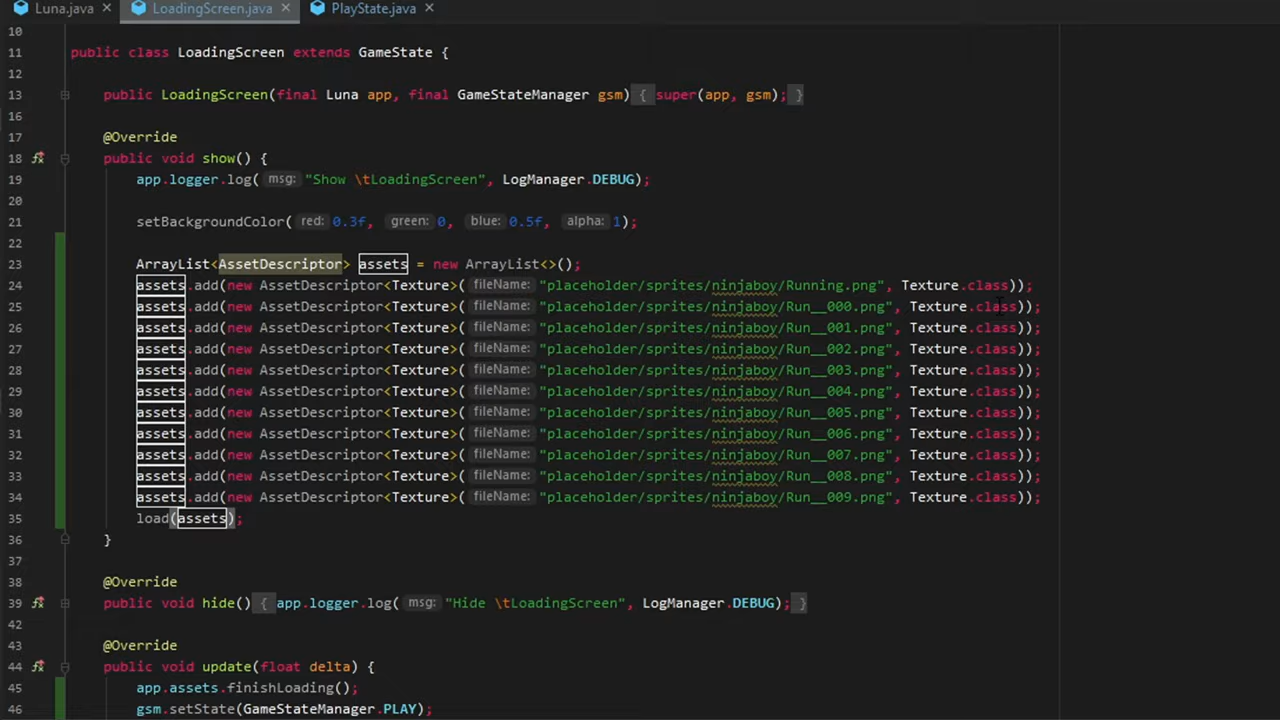 Luna.java × LoadingScreen.java × PlayState.java ×
10
11 public class LoadingScreen extends GameState {
12
13 public LoadingScreen(final Luna app, final GameStateManager gsm) { super(app, gsm); }
16
17 @Override
18 public void show() {
19 app.logger.log( msg: "Show \tLoadingScreen", LogManager.DEBUG);
20
21 setBackgroundColor( red: 0.3f, green: 0, blue: 0.5f, alpha: 1);
22
23 ArrayList<AssetDescriptor> assets = new ArrayList<>();
24 assets.add(new AssetDescriptor<Texture>( fileName: "placeholder/sprites/ninjaboy/Running.png", Texture.class));
25 assets.add(new AssetDescriptor<Texture>( fileName: "placeholder/sprites/ninjaboy/Run__000.png", Texture.class));
26 assets.add(new AssetDescriptor<Texture>( fileName: "placeholder/sprites/ninjaboy/Run__001.png", Texture.class));
27 assets.add(new AssetDescriptor<Texture>( fileName: "placeholder/sprites/ninjaboy/Run__002.png", Texture.class));
28 assets.add(new AssetDescriptor<Texture>( fileName: "placeholder/sprites/ninjaboy/Run__003.png", Texture.class));
29 assets.add(new AssetDescriptor<Texture>( fileName: "placeholder/sprites/ninjaboy/Run__004.png", Texture.class));
30 assets.add(new AssetDescriptor<Texture>( fileName: "placeholder/sprites/ninjaboy/Run__005.png", Texture.class));
31 assets.add(new AssetDescriptor<Texture>( fileName: "placeholder/sprites/ninjaboy/Run__006.png", Texture.class));
32 assets.add(new AssetDescriptor<Texture>( fileName: "placeholder/sprites/ninjaboy/Run__007.png", Texture.class));
33 assets.add(new AssetDescriptor<Texture>( fileName: "placeholder/sprites/ninjaboy/Run__008.png", Texture.class));
34 assets.add(new AssetDescriptor<Texture>( fileName: "placeholder/sprites/ninjaboy/Run__009.png", Texture.class));
35 load(assets);
36 }
37
38 @Override
39 public void hide() { app.logger.log( msg: "Hide \tLoadingScreen", LogManager.DEBUG); }
42
43 @Override
44 public void update(float delta) {
45 app.assets.finishLoading();
46 gsm.setState(GameStateManager.PLAY);